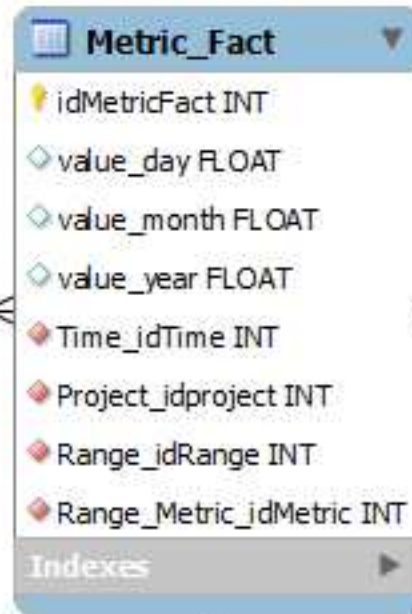 Metric_Fact
idMetricFact INT
value_day FLOAT
value_month FLOAT
value_year FLOAT
Time_idTime INT
Project_idproject INT
Range_idRange INT
Range_Metric_idMetric INT
Indexes